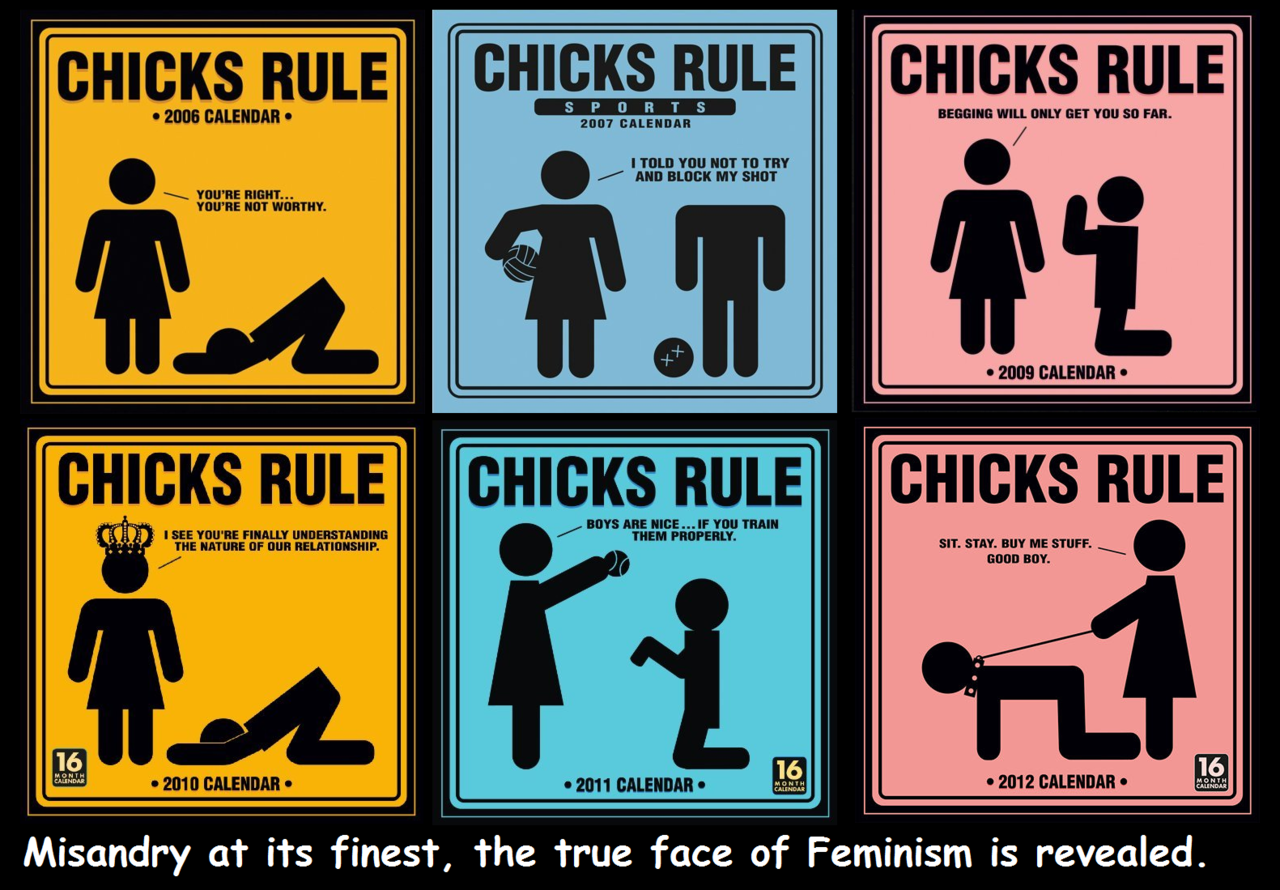 CHICKS RULE
• 2006 CALENDAR •
YOU'RE RIGHT...
YOU'RE NOT WORTHY.
CHICKS RULE
SPORTS
2007 CALENDAR
I TOLD YOU NOT TO TRY
AND BLOCK MY SHOT
CHICKS RULE
BEGGING WILL ONLY GET YOU SO FAR.
• 2009 CALENDAR •
CHICKS RULE
I SEE YOU'RE FINALLY UNDERSTANDING
THE NATURE OF OUR RELATIONSHIP.
16
MONTH
CALENDAR
• 2010 CALENDAR •
CHICKS RULE
BOYS ARE NICE... IF YOU TRAIN
THEM PROPERLY.
• 2011 CALENDAR •
16
MONTH
CALENDAR
CHICKS RULE
SIT. STAY. BUY ME STUFF.
GOOD BOY.
• 2012 CALENDAR •
16
MONTH
CALENDAR
Misandry at its finest, the true face of Feminism is revealed.